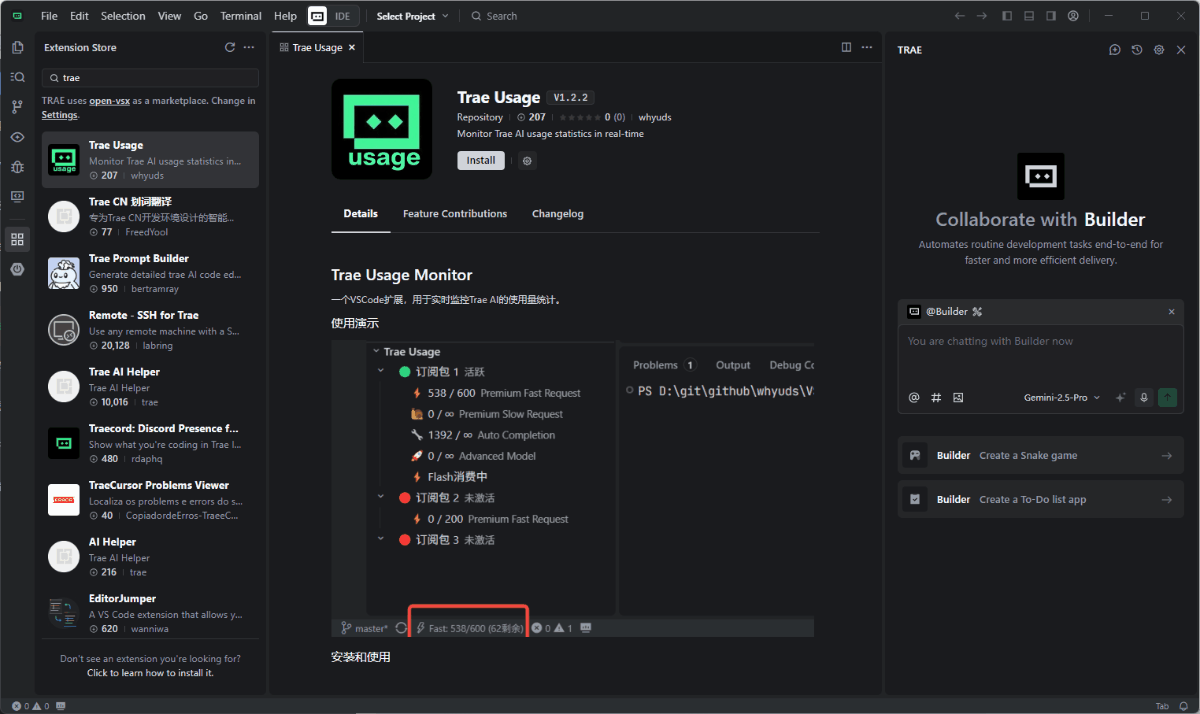 File Edit Selection View Go Terminal Help IDE Select Project Search
Extension Store
trae
TRAE uses open-vsx as a marketplace. Change in
Settings.
Trae Usage
Monitor Trae AI usage statistics in...
207 whyuds
Trae CN 划词翻译
专为Trae CN开发环境设计的智能...
77 FreedYool
Trae Prompt Builder
Generate detailed trae AI code ed...
950 bertramray
Remote - SSH for Trae
Use any remote machine with a S...
20,128 labring
Trae AI Helper
Trae AI Helper
10,016 trae
Traecord: Discord Presence f...
Show what you're coding in Trae I...
480 rdaphq
TraeCursor Problems Viewer
Localiza os problemas e errors do s...
40 CopiadordeErros-TraeeC...
AI Helper
Trae AI Helper
216 trae
EditorJumper
A VS Code extension that allows y...
620 wanniwa
Don't see an extension you're looking for?
Click to learn how to install it.
Trae Usage
usage
Trae Usage V1.2.2
Repository 207 0 (0) whyuds
Monitor Trae AI usage statistics in real-time
Install
Details Feature Contributions Changelog
Trae Usage Monitor
一个VSCode扩展，用于实时监控Trae AI的使用量统计。
使用演示
Trae Usage
订阅包 1 活跃
538 / 600 Premium Fast Request
0 / ∞ Premium Slow Request
1392 / ∞ Auto Completion
0 / ∞ Advanced Model
Flash消费中
订阅包 2 未激活
0 / 200 Premium Fast Request
订阅包 3 未激活
Problems 1 Output Debug Co
PS D:\git\github\whyuds\VS
master* Fast: 538/600 (62剩余) 0 1
安装和使用
TRAE
Collaborate with Builder
Automates routine development tasks end-to-end for
faster and more efficient delivery.
@Builder
You are chatting with Builder now
Gemini-2.5-Pro
Builder Create a Snake game
Builder Create a To-Do list app
0 0 Tab